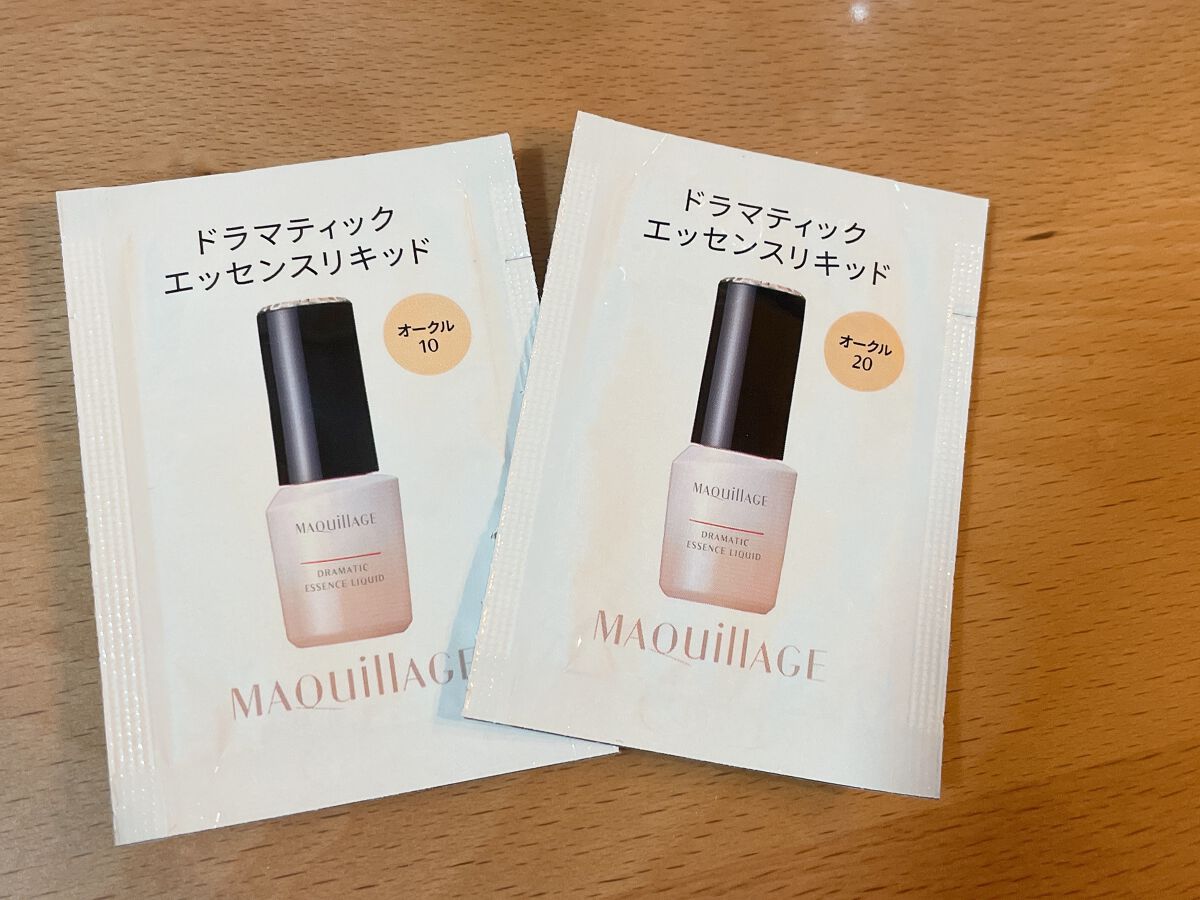 ドラマティック
エッセンスリキッド
オークル
10
MAQuillAGE
DRAMATIC
ESSENCE LIQUID
MAQuillAGE
ドラマティック
エッセンスリキッド
オークル
20
MAQuillAGE
DRAMATIC
ESSENCE LIQUID
MAQuillAGE